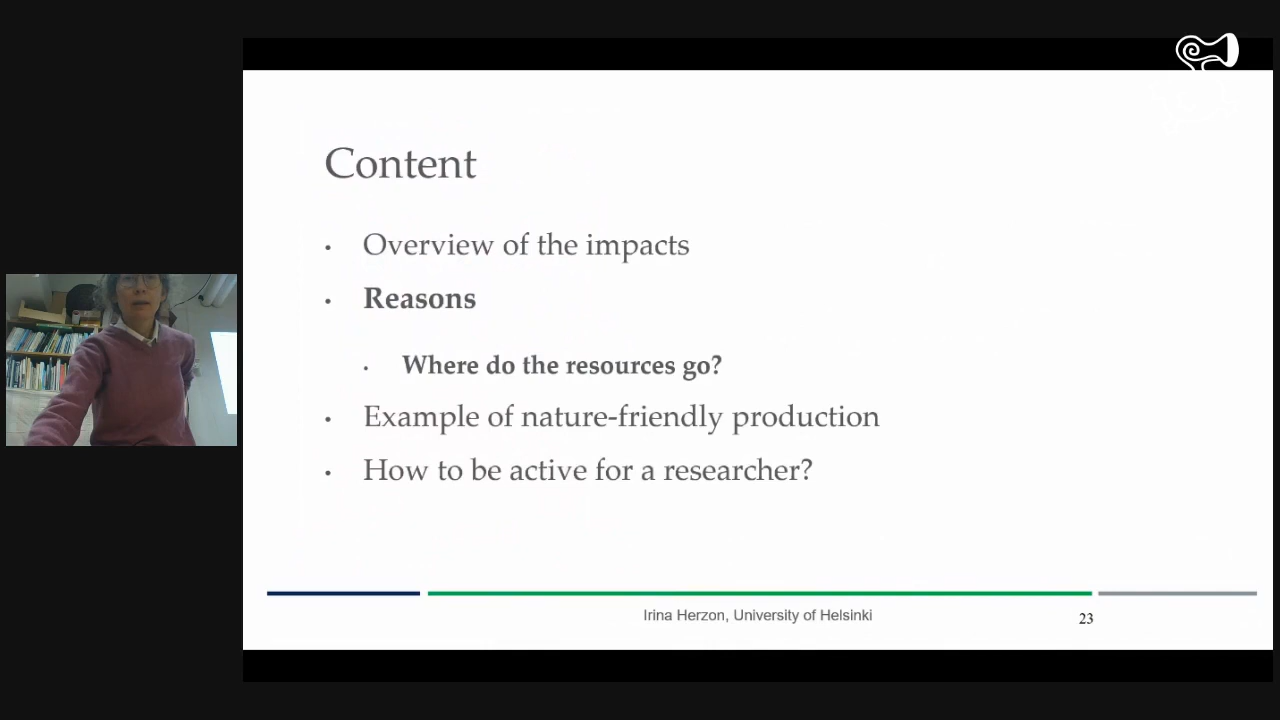 Content
• Overview of the impacts
• Reasons
• Where do the resources go?
• Example of nature-friendly production
• How to be active for a researcher?
Irina Herzon, University of Helsinki
23